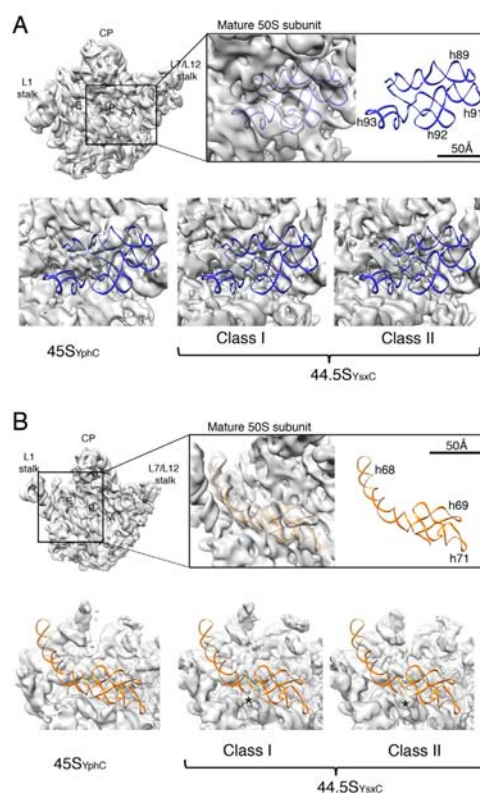 A
CP
L1
stalk
L7/L12
stalk
E
P
A
Mature 50S subunit
h89
h91
h93
h92
50Å
45SYphC
Class I
Class II
44.5SYsxC
B
CP
L1
stalk
L7/L12
stalk
E
Mature 50S subunit
50Å
h68
h69
h71
45SYphC
Class I
Class II
44.5SYsxC